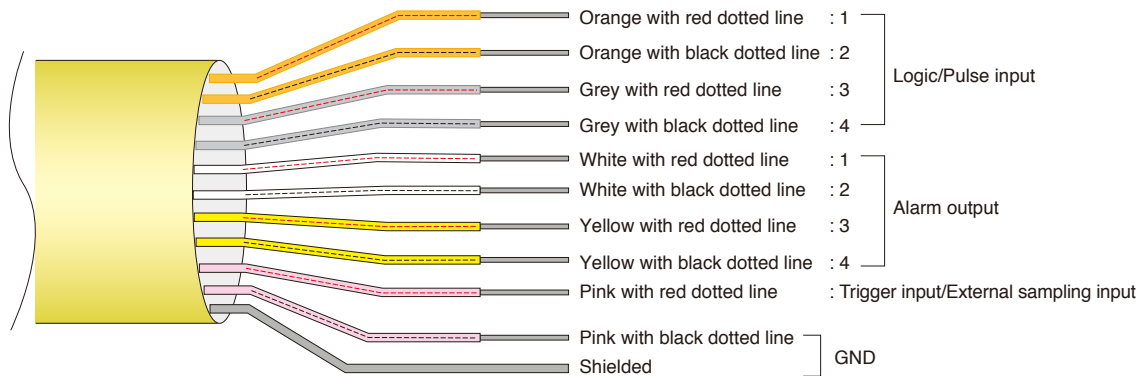 Orange with red dotted line : 1
Orange with black dotted line : 2
Logic/Pulse input
Grey with red dotted line : 3
Grey with black dotted line : 4
White with red dotted line : 1
White with black dotted line : 2
Alarm output
Yellow with red dotted line : 3
Yellow with black dotted line : 4
Pink with red dotted line : Trigger input/External sampling input
Pink with black dotted line
GND
Shielded